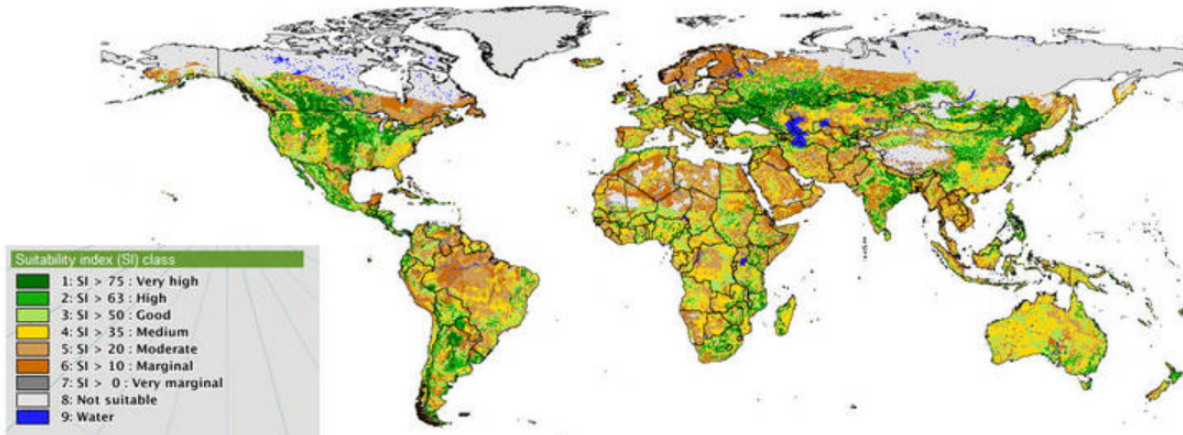 Suitability index (SI) class
1: SI > 75 : Very high
2: SI > 63 : High
3: SI > 50 : Good
4: SI > 35 : Medium
5: SI > 20 : Moderate
6: SI > 10 : Marginal
7: SI > 0 : Very marginal
8: Not suitable
9: Water